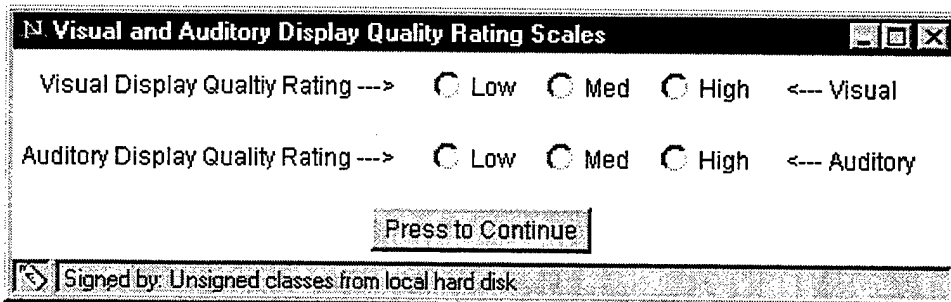 N Visual and Auditory Display Quality Rating Scales
Visual Display Qualtiy Rating ---> Low Med High <--- Visual
Auditory Display Quality Rating ---> Low Med High <--- Auditory
Press to Continue
Signed by: Unsigned classes from local hard disk